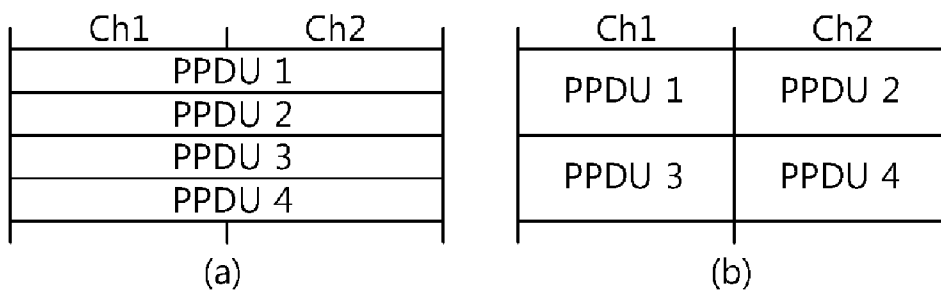 Ch1 Ch2
PPDU 1
PPDU 2
PPDU 3
PPDU 4
(a)
Ch1 Ch2
PPDU 1 PPDU 2
PPDU 3 PPDU 4
(b)